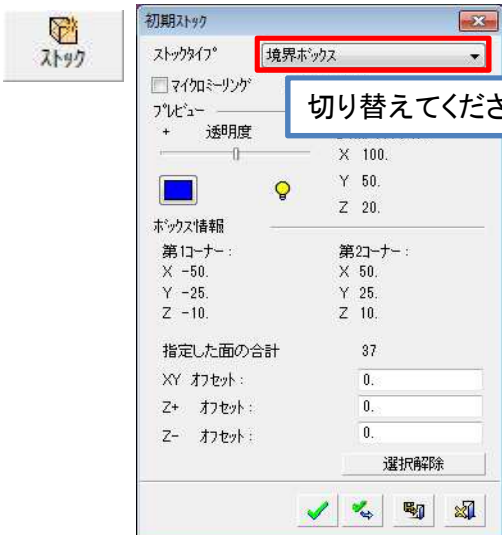 ストック
初期ストック
ストックタイプ 境界ボックス
マイクロミーリング
切り替えてくださ
プレビュー
+ 透明度
X 100.
Y 50.
Z 20.
ボックス情報
第1コーナー : 第2コーナー :
X -50. X 50.
Y -25. Y 25.
Z -10. Z 10.
指定した面の合計 37
XY オフセット : 0.
Z+ オフセット : 0.
Z- オフセット : 0.
選択解除